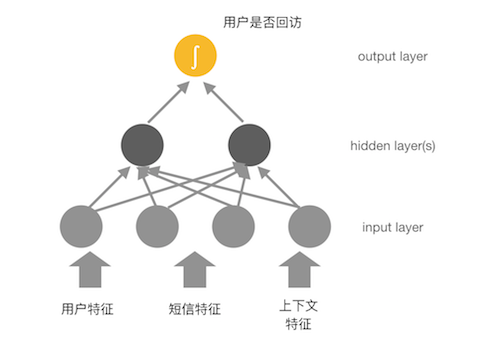 用户是否回访
∫
output layer
hidden layer(s)
input layer
用户特征
短信特征
上下文
特征